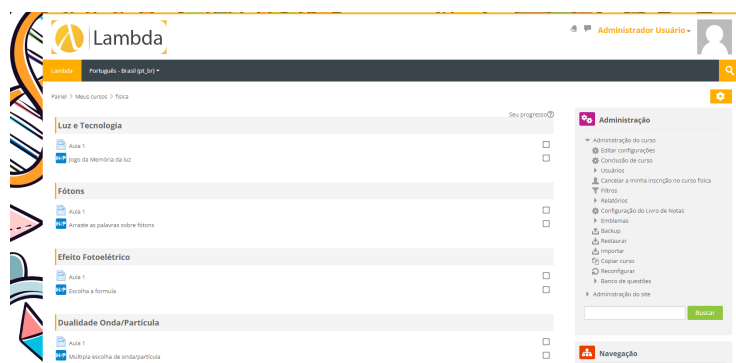 Lambda
Administrador Usuário
Lambda
Português - Brasil (pt_br)
Painel > Meus cursos > física
Seu progresso
Luz e Tecnologia
Aula 1
H-P
Jogo da Memória da luz
Fótons
Aula 1
H-P
Arraste as palavras sobre fótons
Efeito Fotoelétrico
Aula 1
H-P
Escolha a formula
Dualidade Onda/Partícula
Aula 1
H-P
Múltipla escolha de onda/partícula
Administração
Administração do curso
Editar configurações
Conclusão de curso
Usuários
Cancelar a minha inscrição no curso física
Filtros
Relatórios
Configuração do Livro de Notas
Emblemas
Backup
Restaurar
Importar
Copiar curso
Reconfigurar
Banco de questões
Administração do site
Buscar
Navegação